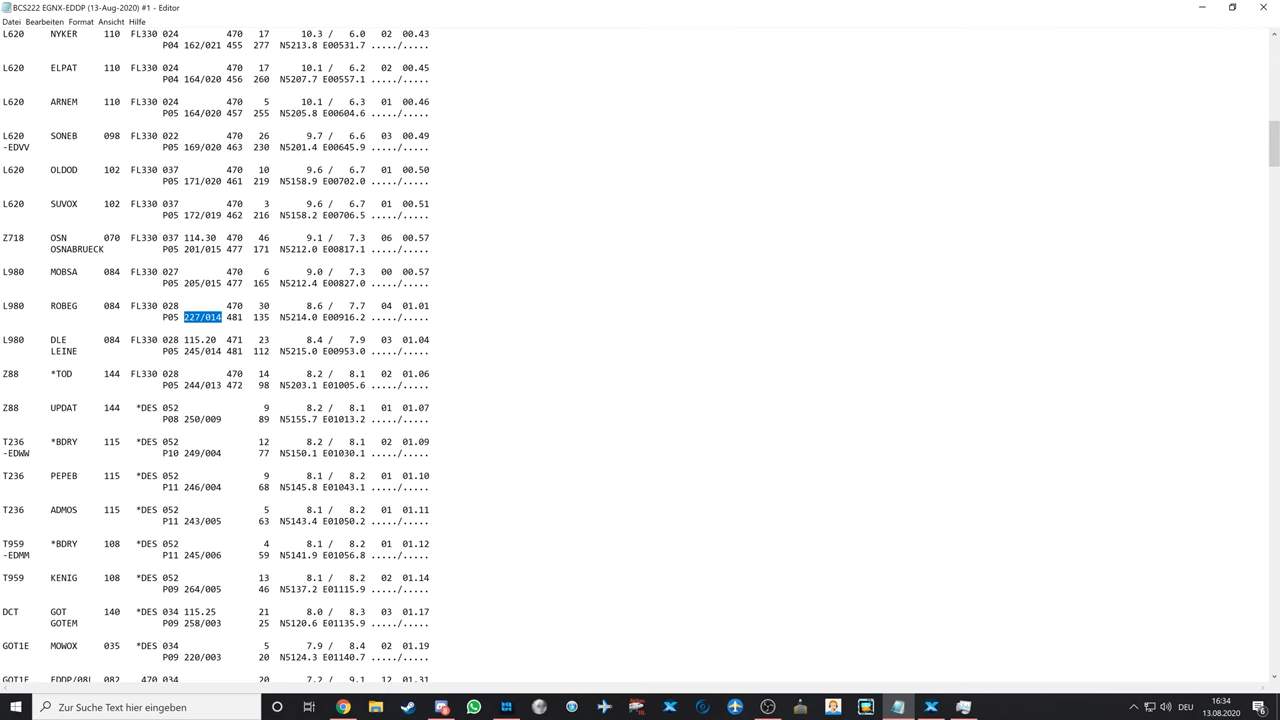 BCS222 EGNX-EDDP (13-Aug-2020) #1 - Editor
Datei Bearbeiten Format Ansicht Hilfe
L620 NYKER 110 FL330 024 470 17 10.3 / 6.0 02 00.43
P04 162/021 455 277 N5213.8 E00531.7 ...../.....
L620 ELPAT 110 FL330 024 470 17 10.1 / 6.2 02 00.45
P04 164/020 456 260 N5207.7 E00557.1 ...../.....
L620 ARNEM 110 FL330 024 470 5 10.1 / 6.3 01 00.46
P05 164/020 457 255 N5205.8 E00604.6 ...../.....
L620 SONEB 098 FL330 022 470 26 9.7 / 6.6 03 00.49
-EDVV P05 169/020 463 230 N5201.4 E00645.9 ...../.....
L620 OLDOD 102 FL330 037 470 10 9.6 / 6.7 01 00.50
P05 171/020 461 219 N5158.9 E00702.0 ...../.....
L620 SUVOX 102 FL330 037 470 3 9.6 / 6.7 01 00.51
P05 172/019 462 216 N5158.2 E00706.5 ...../.....
Z718 OSN 070 FL330 037 114.30 470 46 9.1 / 7.3 06 00.57
OSNABRUECK P05 201/015 477 171 N5212.0 E00817.1 ...../.....
L980 MOBSA 084 FL330 027 470 6 9.0 / 7.3 00 00.57
P05 205/015 477 165 N5212.4 E00827.0 ...../.....
L980 ROBEG 084 FL330 028 470 30 8.6 / 7.7 04 01.01
P05 227/014 481 135 N5214.0 E00916.2 ...../.....
L980 DLE 084 FL330 028 115.20 471 23 8.4 / 7.9 03 01.04
LEINE P05 245/014 481 112 N5215.0 E00953.0 ...../.....
Z88 *TOD 144 FL330 028 470 14 8.2 / 8.1 02 01.06
P05 244/013 472 98 N5203.1 E01005.6 ...../.....
Z88 UPDAT 144 *DES 052 9 8.2 / 8.1 01 01.07
P08 250/009 89 N5155.7 E01013.2 ...../.....
T236 *BDRY 115 *DES 052 12 8.2 / 8.1 02 01.09
-EDWW P10 249/004 77 N5150.1 E01030.1 ...../.....
T236 PEPEB 115 *DES 052 9 8.1 / 8.2 01 01.10
P11 246/004 68 N5145.8 E01043.1 ...../.....
T236 ADMOS 115 *DES 052 5 8.1 / 8.2 01 01.11
P11 243/005 63 N5143.4 E01050.2 ...../.....
T959 *BDRY 108 *DES 052 4 8.1 / 8.2 01 01.12
-EDMM P11 245/006 59 N5141.9 E01056.8 ...../.....
T959 KENIG 108 *DES 052 13 8.1 / 8.2 02 01.14
P09 264/005 46 N5137.2 E01115.9 ...../.....
DCT GOT 140 *DES 034 115.25 21 8.0 / 8.3 03 01.17
GOTEM P09 258/003 25 N5120.6 E01135.9 ...../.....
GOT1E MOWOX 035 *DES 034 5 7.9 / 8.4 02 01.19
P09 220/003 20 N5124.3 E01140.7 ...../.....
GOT1E EDDP/08L 082 470 034 20 7.2 / 9.1 12 01.31
Zur Suche Text hier eingeben
DEU
16:34
13.08.2020
6